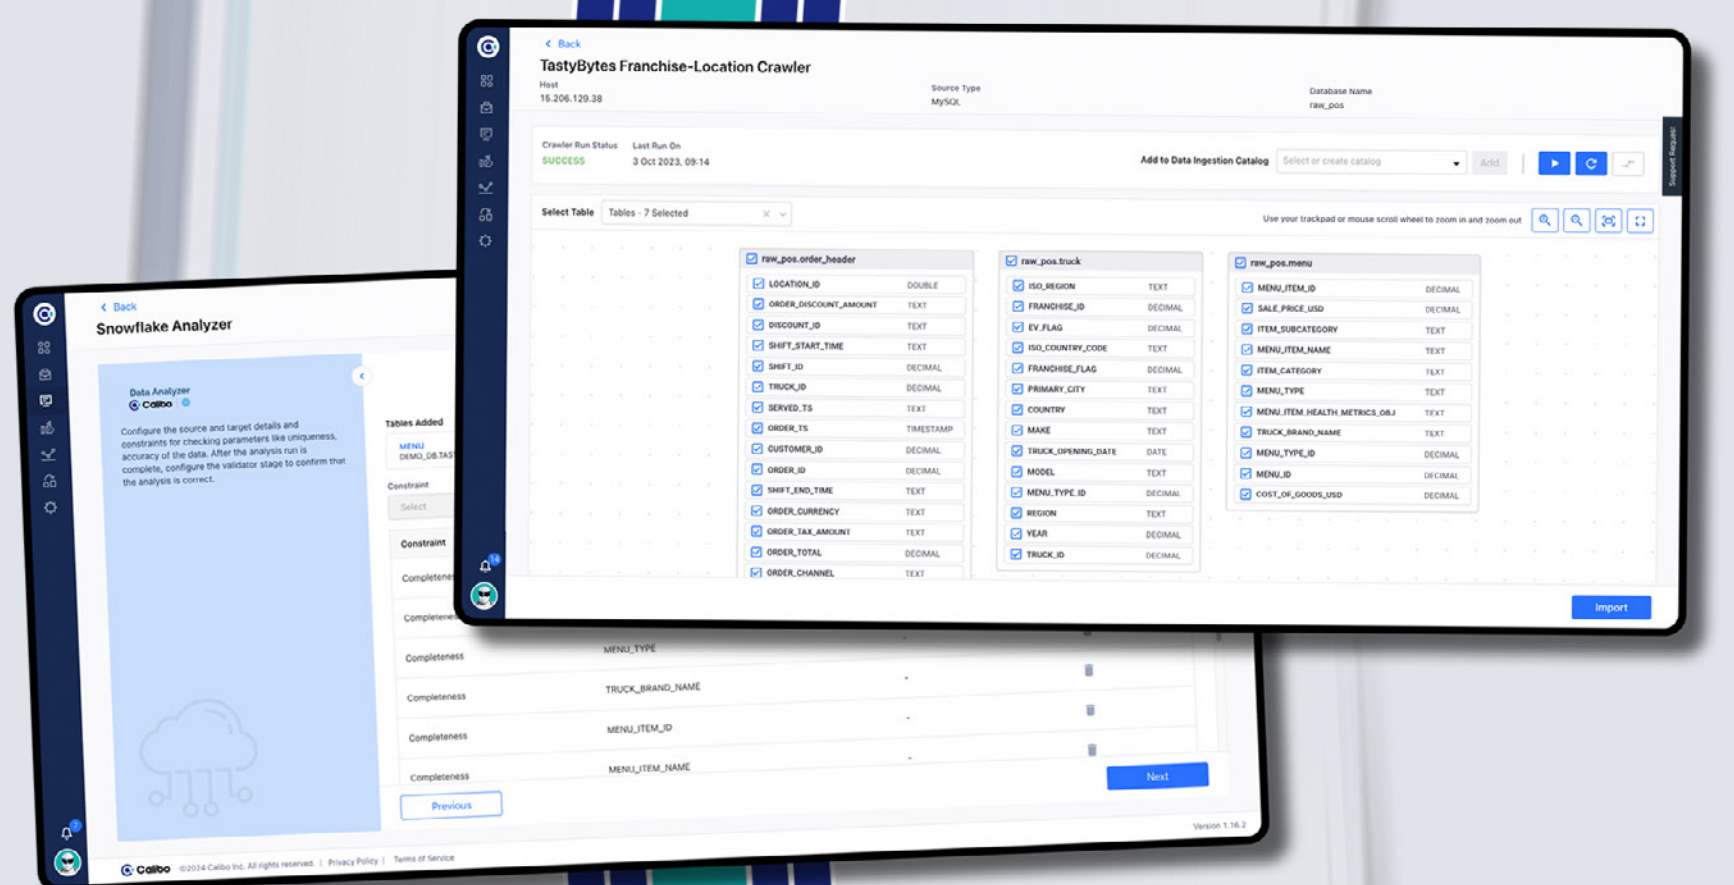 Back
TastyBytes Franchise-Location Crawler
Host
15.206.129.38
Source Type
MySQL
Database Name
raw_pos
Support Request
Crawler Run Status
SUCCESS
Last Run On
3 Oct 2023, 09:14
Add to Data Ingestion Catalog
Select or create catalog
Add
Select Table
Tables - 7 Selected
Use your trackpad or mouse scroll wheel to zoom in and zoom out
raw_pos.order_header
LOCATION_ID DOUBLE
ORDER_DISCOUNT_AMOUNT TEXT
DISCOUNT_ID TEXT
SHIFT_START_TIME TEXT
SHIFT_ID DECIMAL
TRUCK_ID DECIMAL
SERVED_TS TEXT
ORDER_TS TIMESTAMP
CUSTOMER_ID DECIMAL
ORDER_ID DECIMAL
SHIFT_END_TIME TEXT
ORDER_CURRENCY TEXT
ORDER_TAX_AMOUNT TEXT
ORDER_TOTAL DECIMAL
ORDER_CHANNEL TEXT
raw_pos.truck
ISO_REGION TEXT
FRANCHISE_ID DECIMAL
EV_FLAG DECIMAL
ISO_COUNTRY_CODE TEXT
FRANCHISE_FLAG DECIMAL
PRIMARY_CITY TEXT
COUNTRY TEXT
MAKE TEXT
TRUCK_OPENING_DATE DATE
MODEL TEXT
MENU_TYPE_ID DECIMAL
REGION TEXT
YEAR DECIMAL
TRUCK_ID DECIMAL
raw_pos.menu
MENU_ITEM_ID DECIMAL
SALE_PRICE_USD DECIMAL
ITEM_SUBCATEGORY TEXT
MENU_ITEM_NAME TEXT
ITEM_CATEGORY TEXT
MENU_TYPE TEXT
MENU_ITEM_HEALTH_METRICS_OBJ TEXT
TRUCK_BRAND_NAME TEXT
MENU_TYPE_ID DECIMAL
MENU_ID DECIMAL
COST_OF_GOODS_USD DECIMAL
14
Import
Back
Snowflake Analyzer
Data Analyzer
Calibo
Configure the source and target details and
constraints for checking parameters like uniqueness,
accuracy of the data. After the analysis run is
complete, configure the validator stage to confirm that
the analysis is correct.
Tables Added
MENU
DEMO_DB.TAST
Constraint
Select
Constraint
Completenes
Completeness
Completeness MENU_TYPE -
Completeness TRUCK_BRAND_NAME -
Completeness MENU_ITEM_ID -
Completeness MENU_ITEM_NAME -
Previous
Next
7
Version 1.16.2
Calibo ©2024 Calibo Inc. All rights reserved. | Privacy Policy | Terms of Service